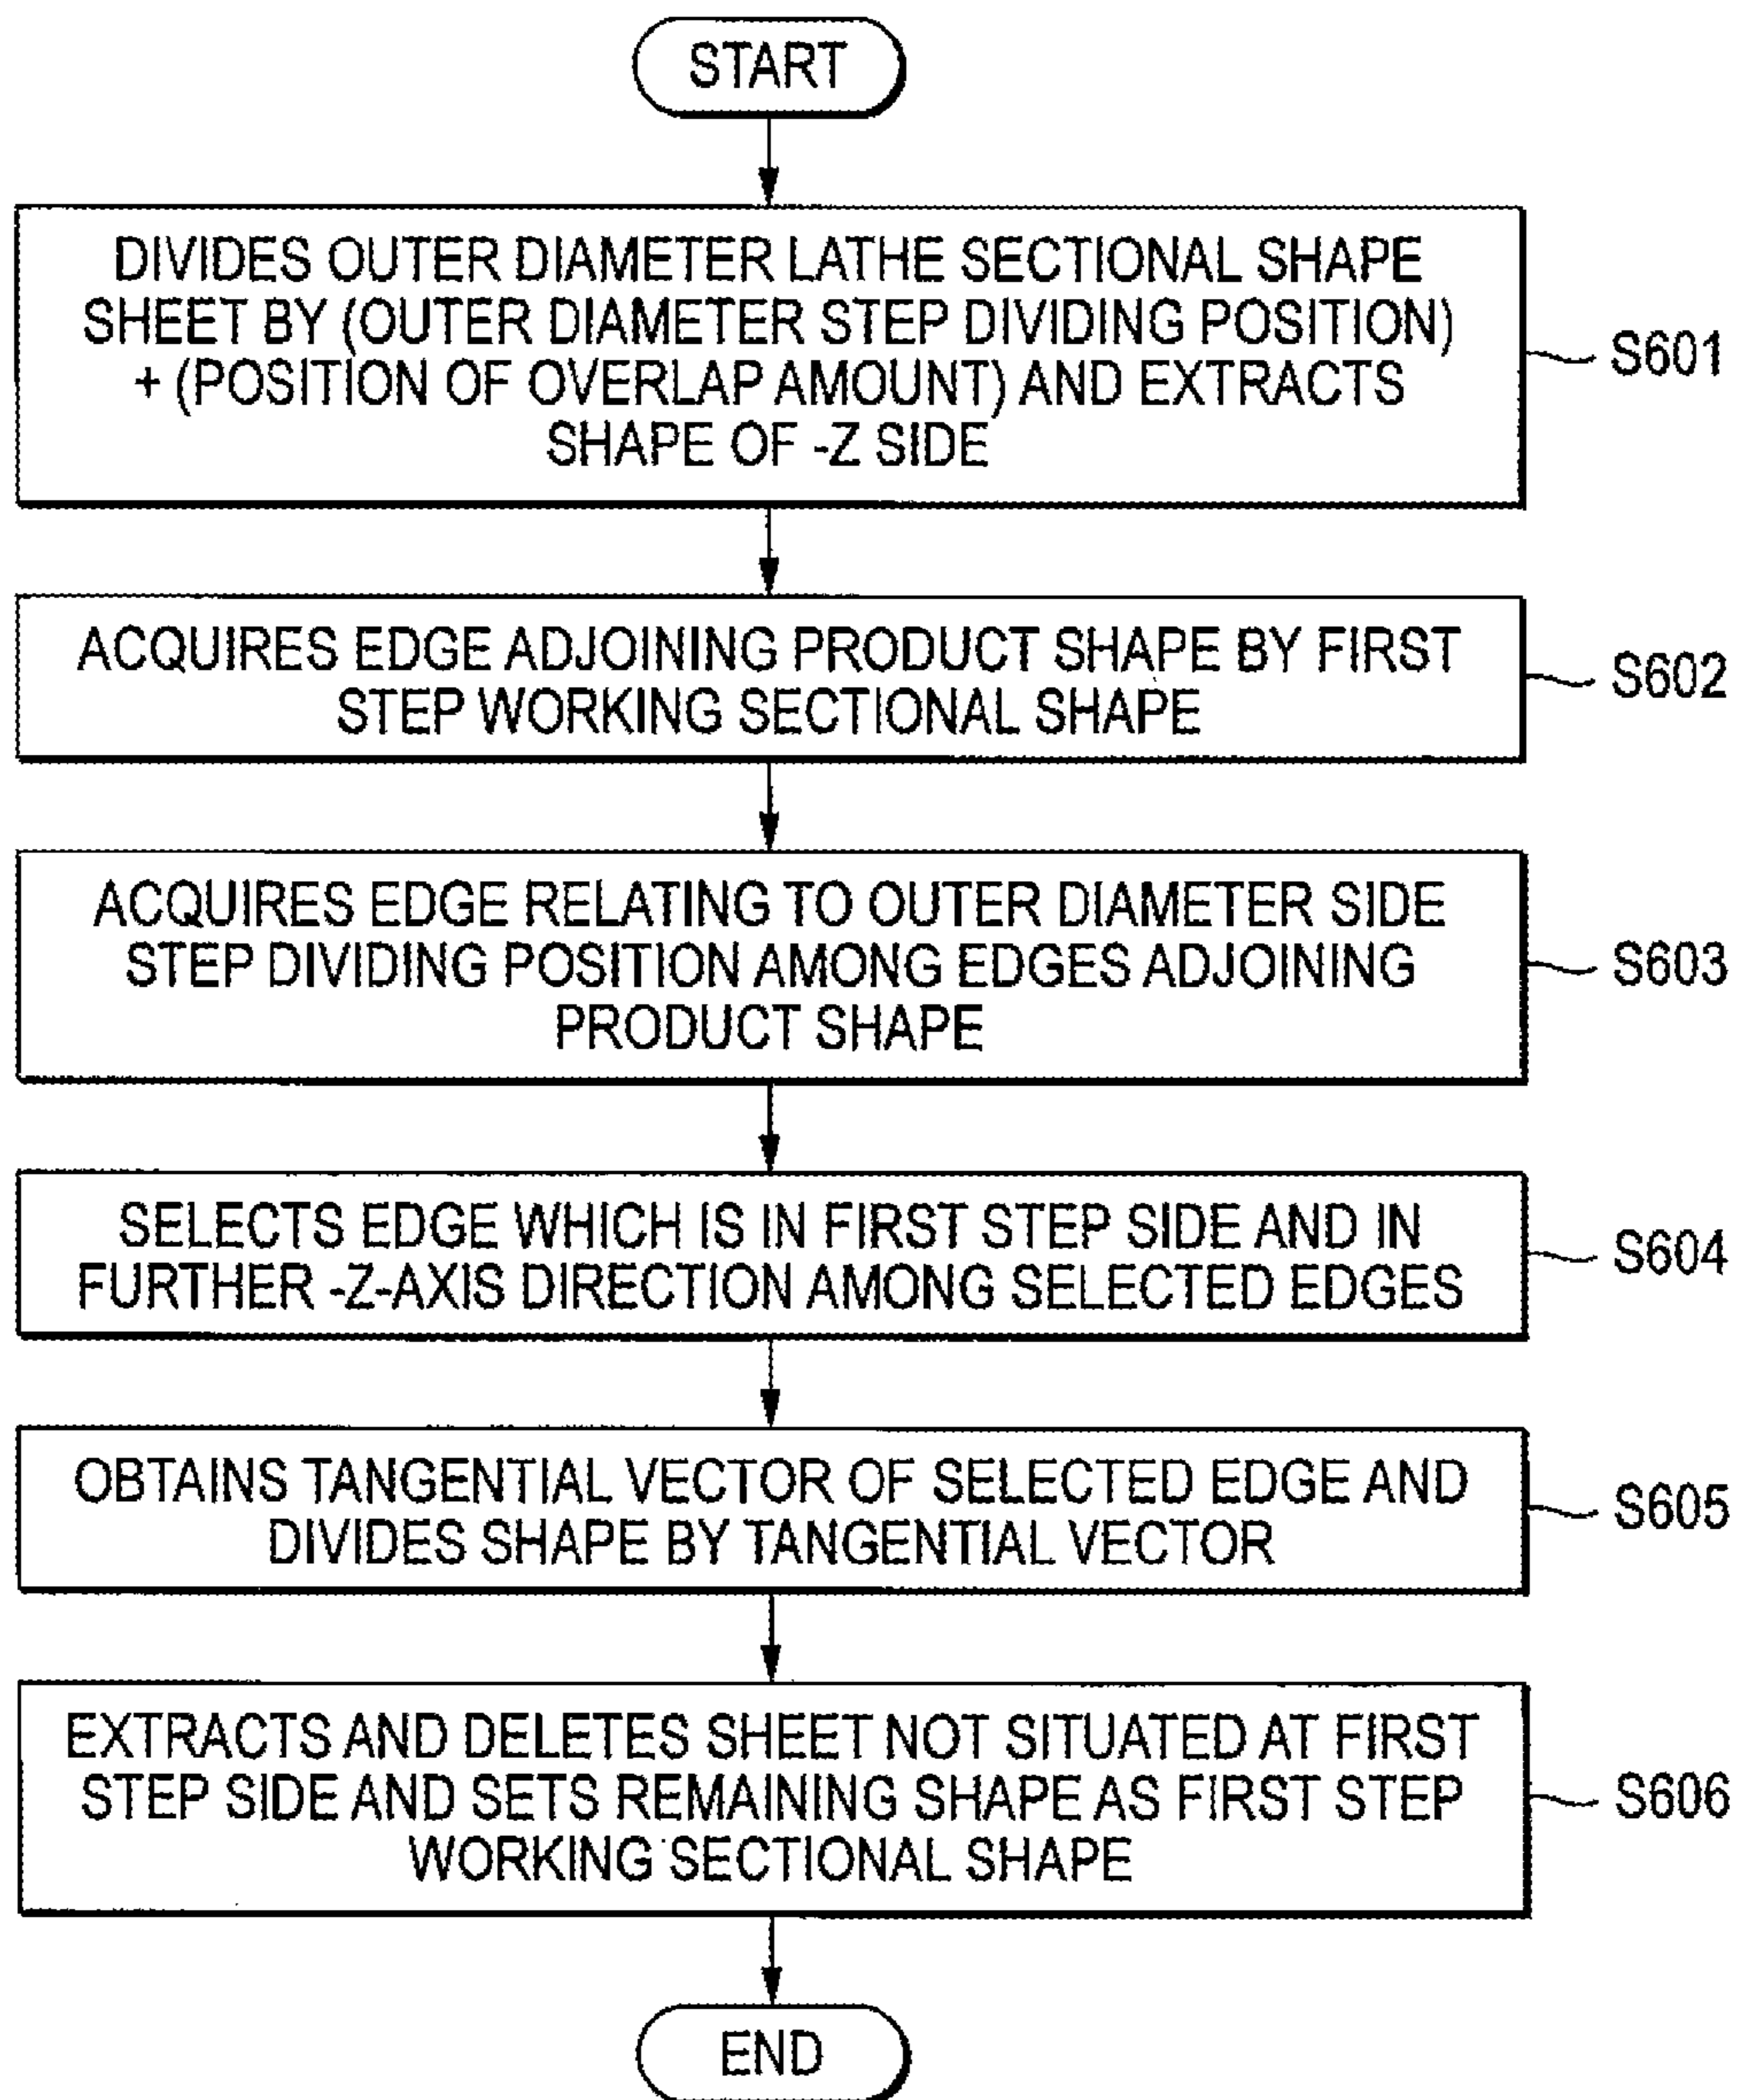 START
DIVIDES OUTER DIAMETER LATHE SECTIONAL SHAPE
SHEET BY (OUTER DIAMETER STEP DIVIDING POSITION)
+ (POSITION OF OVERLAP AMOUNT) AND EXTRACTS
SHAPE OF -Z SIDE
S601
ACQUIRES EDGE ADJOINING PRODUCT SHAPE BY FIRST
STEP WORKING SECTIONAL SHAPE
S602
ACQUIRES EDGE RELATING TO OUTER DIAMETER SIDE
STEP DIVIDING POSITION AMONG EDGES ADJOINING
PRODUCT SHAPE
S603
SELECTS EDGE WHICH IS IN FIRST STEP SIDE AND IN
FURTHER -Z-AXIS DIRECTION AMONG SELECTED EDGES
S604
OBTAINS TANGENTIAL VECTOR OF SELECTED EDGE AND
DIVIDES SHAPE BY TANGENTIAL VECTOR
S605
EXTRACTS AND DELETES SHEET NOT SITUATED AT FIRST
STEP SIDE AND SETS REMAINING SHAPE AS FIRST STEP
WORKING SECTIONAL SHAPE
S606
END